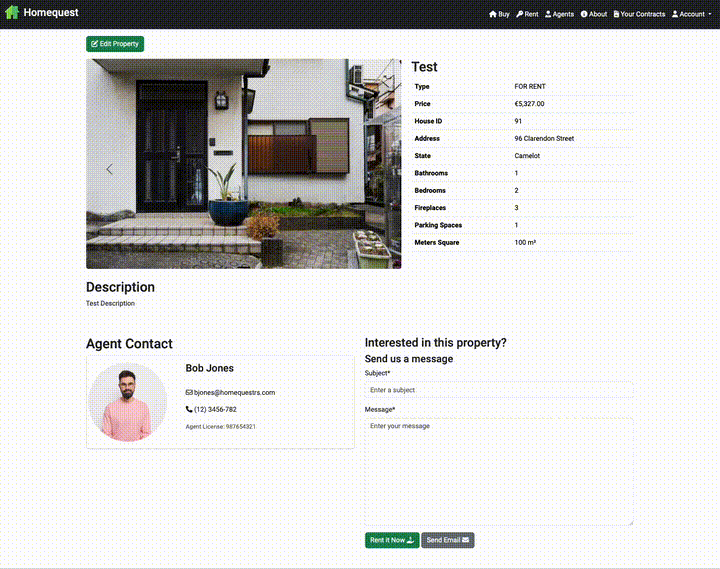 Homequest
Buy Rent Agents About Your Contracts Account
Edit Property
Test
Type FOR RENT
Price €5,327.00
House ID 91
Address 96 Clarendon Street
State Camelot
Bathrooms 1
Bedrooms 2
Fireplaces 3
Parking Spaces 1
Meters Square 100 m²
Description
Test Description
Agent Contact
Bob Jones
bjones@homequestrs.com
(12) 3456-782
Agent License: 987654321
Interested in this property?
Send us a message
Subject*
Enter a subject
Message*
Enter your message
Rent it Now Send Email